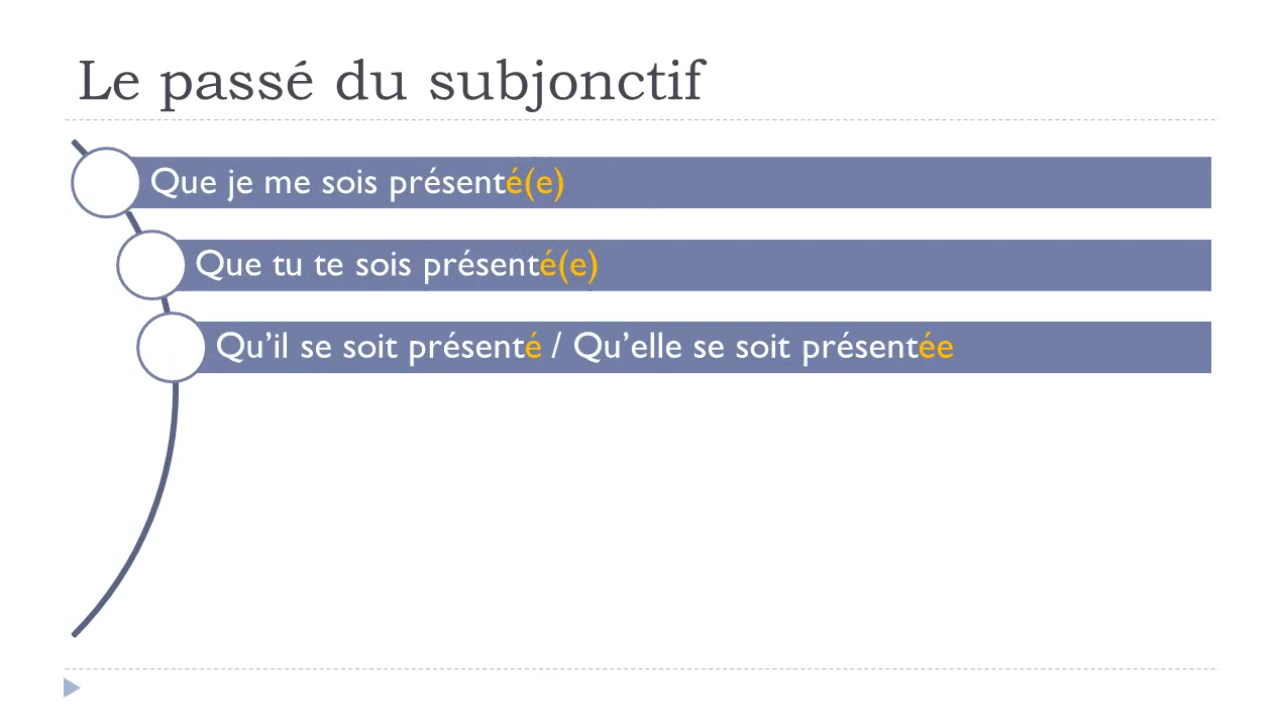 Le passé du subjonctif
Que je me sois présenté(e)
Que tu te sois présenté(e)
Qu’il se soit présenté / Qu’elle se soit présentée